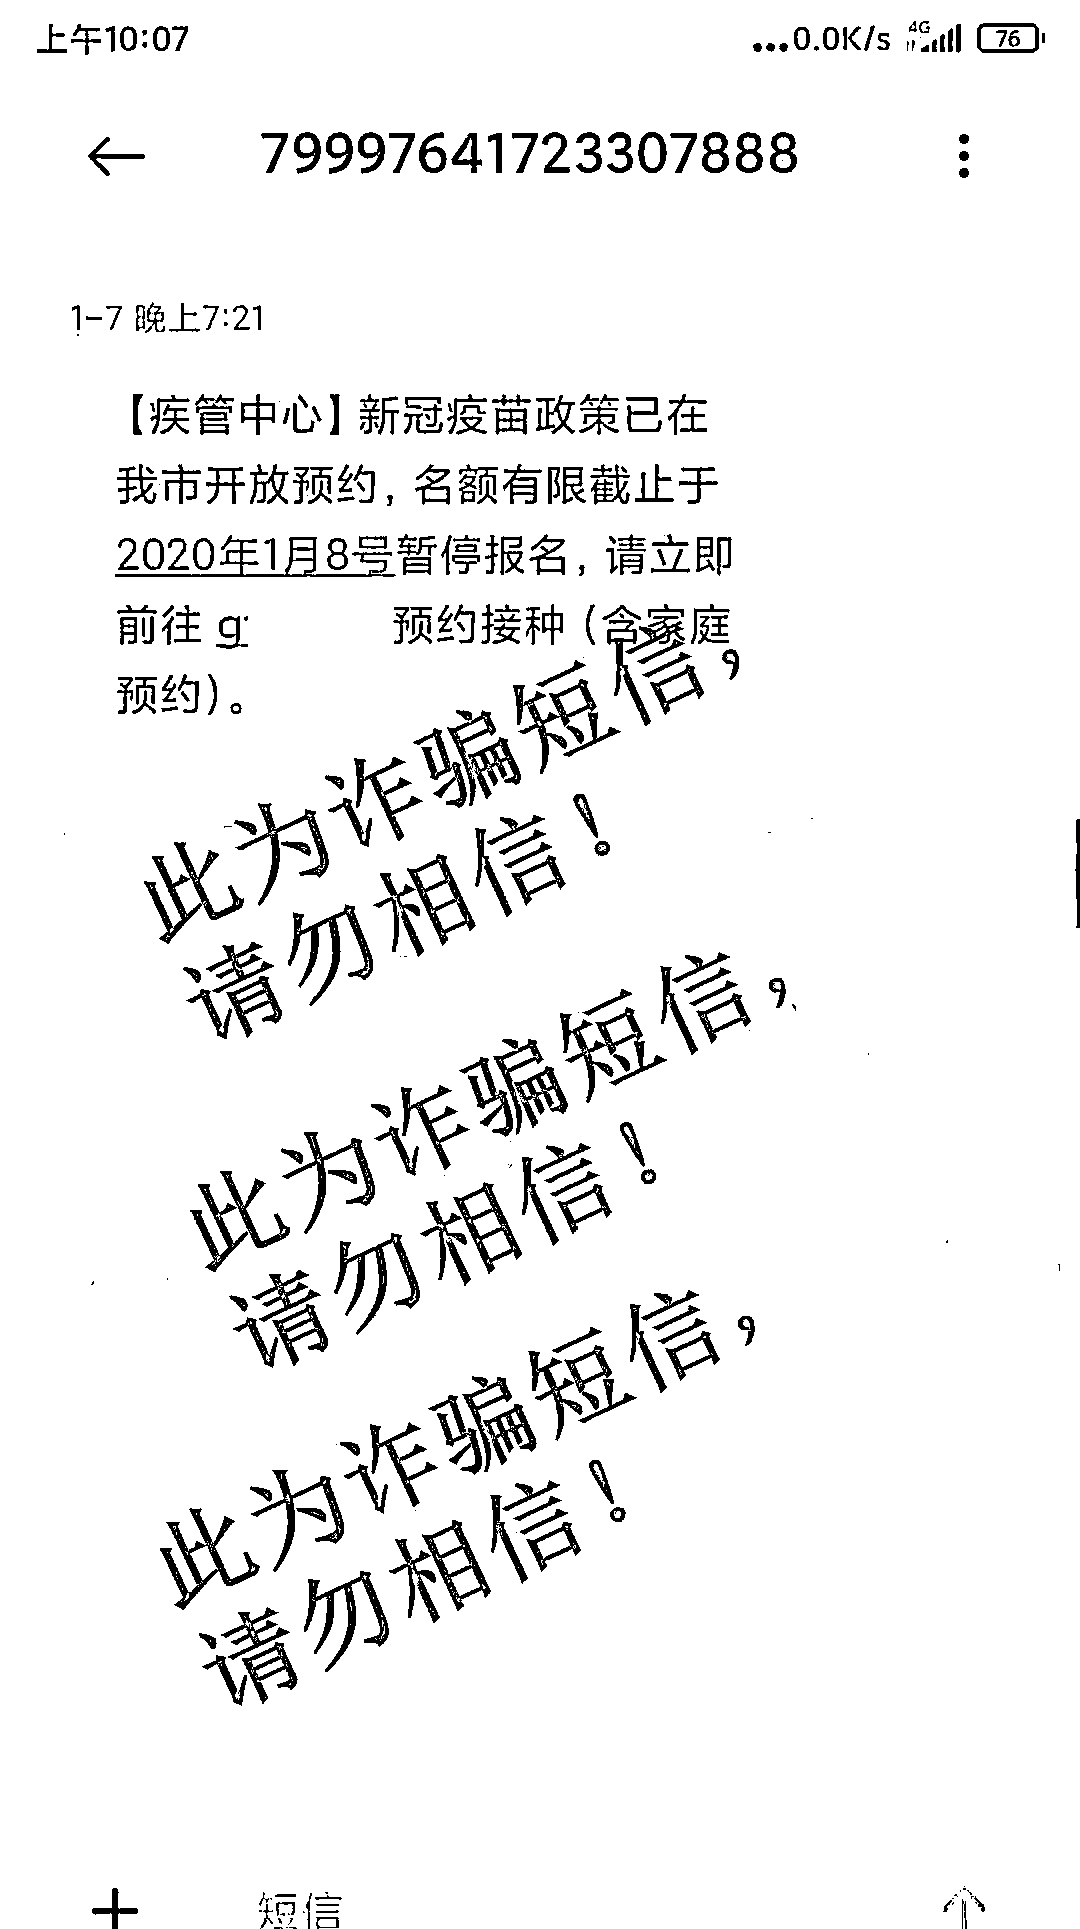 上午10:07
...0.0K/s 4G 76
79997641723307888
1-7 晚上7:21
【疾管中心】新冠疫苗政策已在
我市开放预约, 名额有限截止于
2020年1月8号暂停报名, 请立即
前往 g 预约接种 (含家庭
预约)。
此为诈骗短信,
请勿相信!
此为诈骗短信,
请勿相信!
此为诈骗短信,
请勿相信!
短信